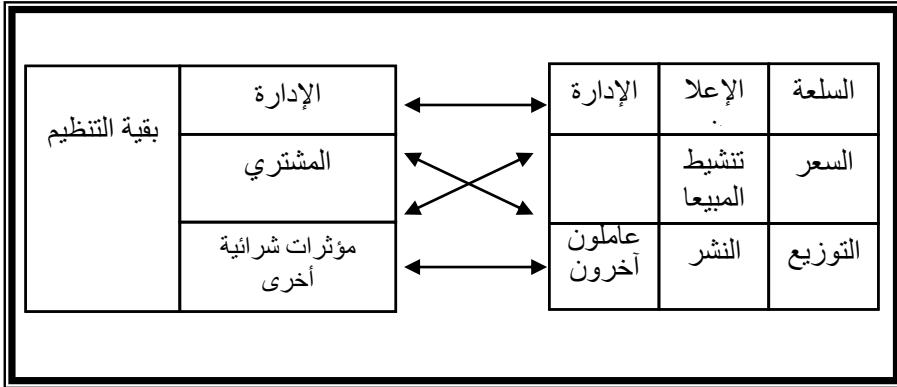 السلعة
الإعلا
الإدارة
السعر
تنشيط
المبيعا
التوزيع
النشر
عاملون
آخرون
الإدارة
المشتري
مؤثرات شرائية
أخرى
بقية التنظيم